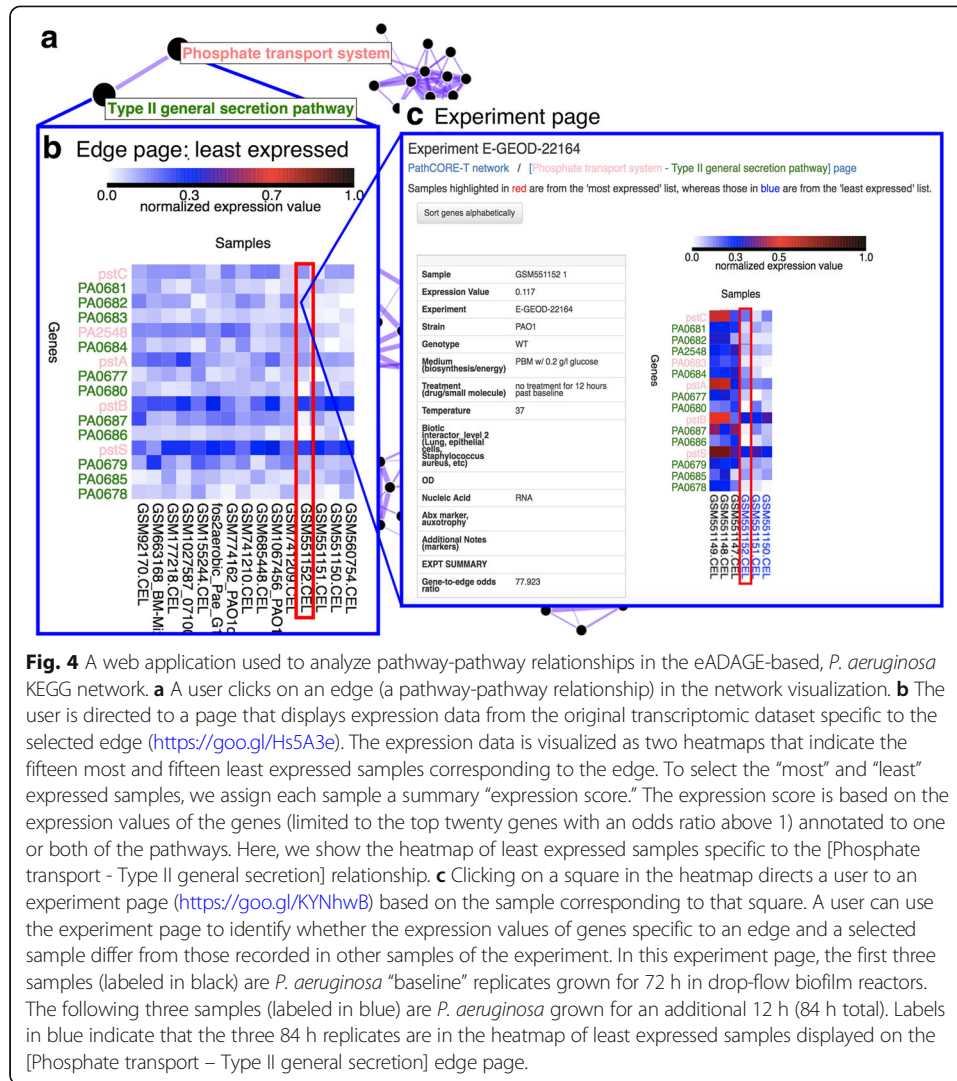 a
Phosphate transport system
Type II general secretion pathway
b Edge page: least expressed
0.0 0.3 0.6 1.0
normalized expression value
Samples
Genes
pstC
PA0681
PA0682
PA0683
PA2548
PA0684
pstA
PA0677
PA0680
pstB
PA0687
PA0686
pstS
PA0679
PA0685
PA0678
GSM92170.CEL
GSM663168_BM-Mi
GSM177218.CEL
GSM1027587_07100
GSM155244.CEL
fos2aerobic_Pae_G1
GSM774162_PAO1c
GSM741210.CEL
GSM685448.CEL
GSM1067456_PAO1
GSM741209.CEL
GSM551152.CEL
GSM551151.CEL
GSM551150.CEL
GSM560754.CEL
c Experiment page
Experiment E-GEOD-22164
PathCORE-T network / [Phosphate transport system - Type II general secretion pathway] page
Samples highlighted in red are from the 'most expressed' list, whereas those in blue are from the 'least expressed' list.
Sort genes alphabetically
Sample GSM551152 1
Expression Value 0.117
Experiment E-GEOD-22164
Strain PAO1
Genotype WT
Medium (biosynthesis/energy) PBM w/ 0.2 g/l glucose
Treatment (drug/small molecule) no treatment for 12 hours past baseline
Temperature 37
Biotic
interactor_level 2
(Lung, epithelial
cells,
Staphylococcus
aureus, etc)
OD
Nucleic Acid RNA
Abx marker,
auxotrophy
Additional Notes
(markers)
EXPT SUMMARY
Gene-to-edge odds ratio 77.923
0.0 0.3 0.5 1.0
normalized expression value
Samples
Genes
pstC
PA0681
PA0682
PA2548
PA0683
PA0684
pstA
PA0677
PA0680
pstB
PA0687
PA0686
pstS
PA0679
PA0685
PA0678
GSM551149.CEL
GSM551148.CEL
GSM551147.CEL
GSM551152.CEL
GSM551151.CEL
GSM551150.CEL
Fig. 4 A web application used to analyze pathway-pathway relationships in the eADAGE-based, P. aeruginosa
KEGG network. a A user clicks on an edge (a pathway-pathway relationship) in the network visualization. b The
user is directed to a page that displays expression data from the original transcriptomic dataset specific to the
selected edge (https://goo.gl/Hs5A3e). The expression data is visualized as two heatmaps that indicate the
fifteen most and fifteen least expressed samples corresponding to the edge. To select the “most” and “least”
expressed samples, we assign each sample a summary “expression score.” The expression score is based on the
expression values of the genes (limited to the top twenty genes with an odds ratio above 1) annotated to one
or both of the pathways. Here, we show the heatmap of least expressed samples specific to the [Phosphate
transport - Type II general secretion] relationship. c Clicking on a square in the heatmap directs a user to an
experiment page (https://goo.gl/KYNhwB) based on the sample corresponding to that square. A user can use
the experiment page to identify whether the expression values of genes specific to an edge and a selected
sample differ from those recorded in other samples of the experiment. In this experiment page, the first three
samples (labeled in black) are P. aeruginosa “baseline” replicates grown for 72 h in drop-flow biofilm reactors.
The following three samples (labeled in blue) are P. aeruginosa grown for an additional 12 h (84 h total). Labels
in blue indicate that the three 84 h replicates are in the heatmap of least expressed samples displayed on the
[Phosphate transport – Type II general secretion] edge page.